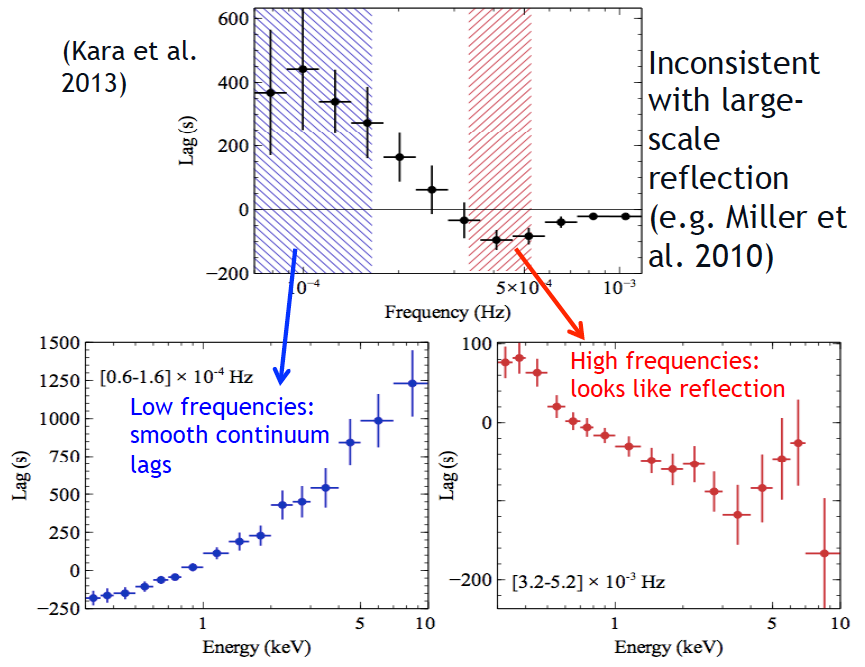 (Kara et al.
2013)
600
400
200
0
−200
Lag (s)
10⁻⁴
5×10⁻⁴
10⁻³
Frequency (Hz)
Inconsistent
with large-
scale
reflection
(e.g. Miller et
al. 2010)
1500
1250
1000
750
500
250
0
−250
Lag (s)
[0.6-1.6] × 10⁻⁴ Hz
Low frequencies:
smooth continuum
lags
1
5
10
Energy (keV)
100
0
−200
Lag (s)
High frequencies:
looks like reflection
[3.2-5.2] × 10⁻³ Hz
1
5
10
Energy (keV)